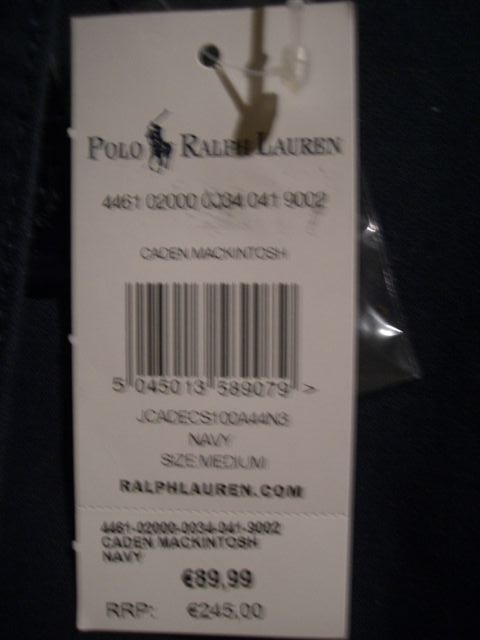 POLO RALPH LAUREN
4461 02000 0034 041 9002
CADEN MACKINTOSH
5 045013 589079 >
JCADECS100A44N3
NAVY
SIZE:MEDIUM
RALPHLAUREN.COM
4461-02000-0034-041-9002
CADEN MACKINTOSH
NAVY
€89,99
RRP: €245,00